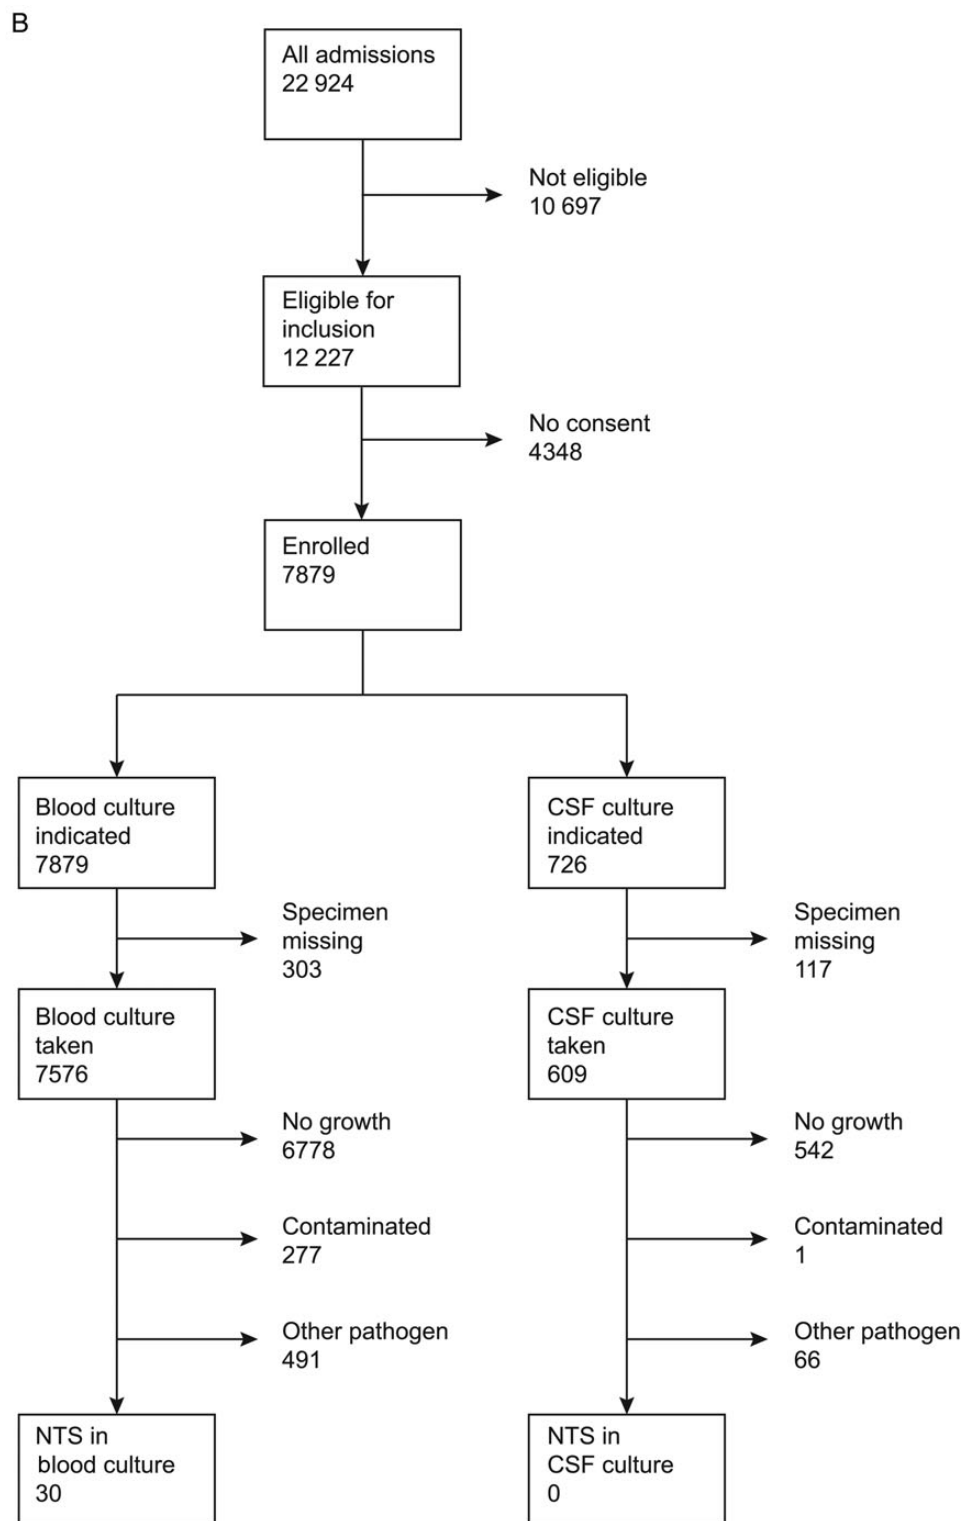 B
All admissions
22 924
Not eligible
10 697
Eligible for
inclusion
12 227
No consent
4348
Enrolled
7879
Blood culture
indicated
7879
CSF culture
indicated
726
Specimen
missing
303
Specimen
missing
117
Blood culture
taken
7576
CSF culture
taken
609
No growth
6778
No growth
542
Contaminated
277
Contaminated
1
Other pathogen
491
Other pathogen
66
NTS in
blood culture
30
NTS in
CSF culture
0